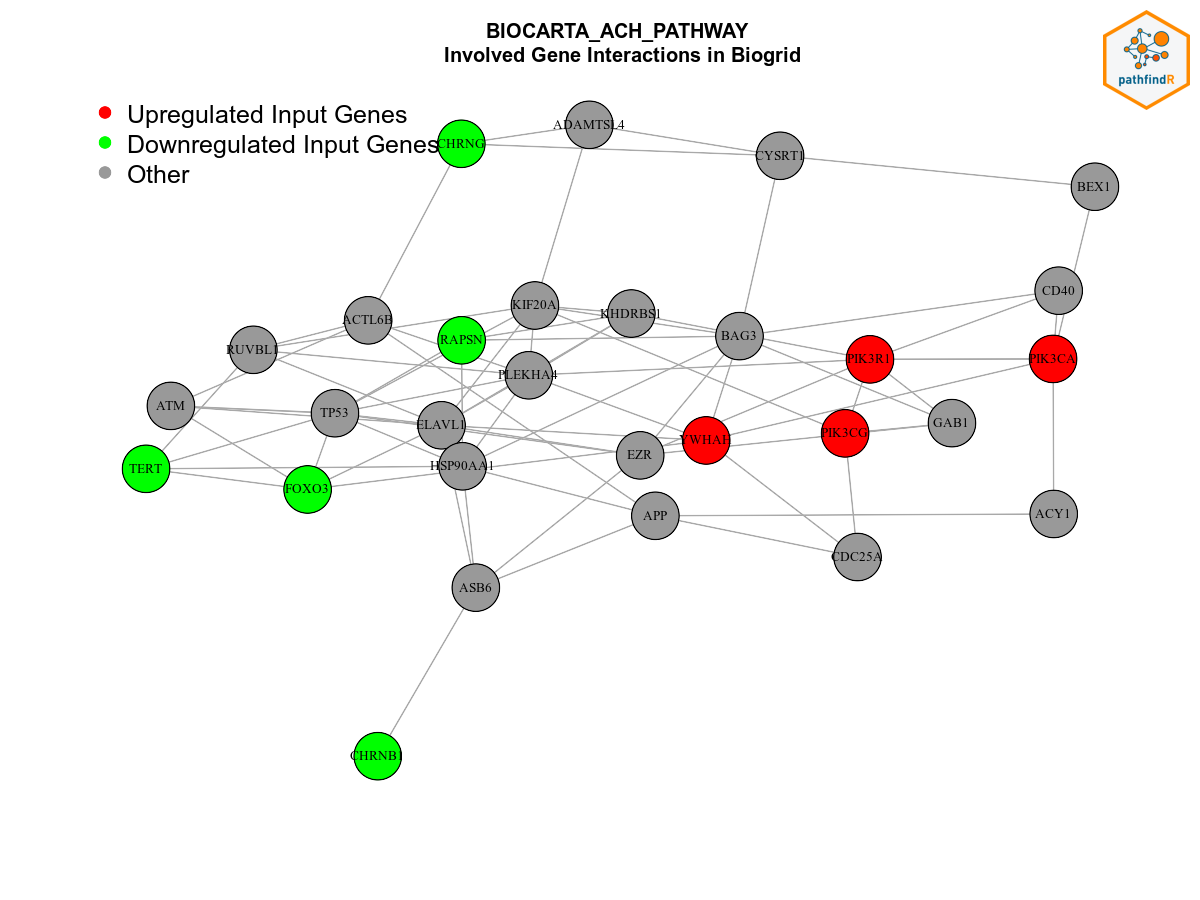 BIOCARTA_ACH_PATHWAY
Involved Gene Interactions in Biogrid
pathfindR
Upregulated Input Genes
Downregulated Input Genes
Other
CHRNG
ADAMTSL4
CYSRT1
BEX1
CD40
KIF20A
KHDRBS1
ACTL6B
RAPSN
BAG3
RUVBL1
PIK3R1
PIK3CA
PLEKHA4
ATM
TP53
ELAVL1
GAB1
PIK3CG
EZR
HSP90AA1
TERT
FOXO3
APP
ACY1
CDC25A
ASB6
CHRNB1